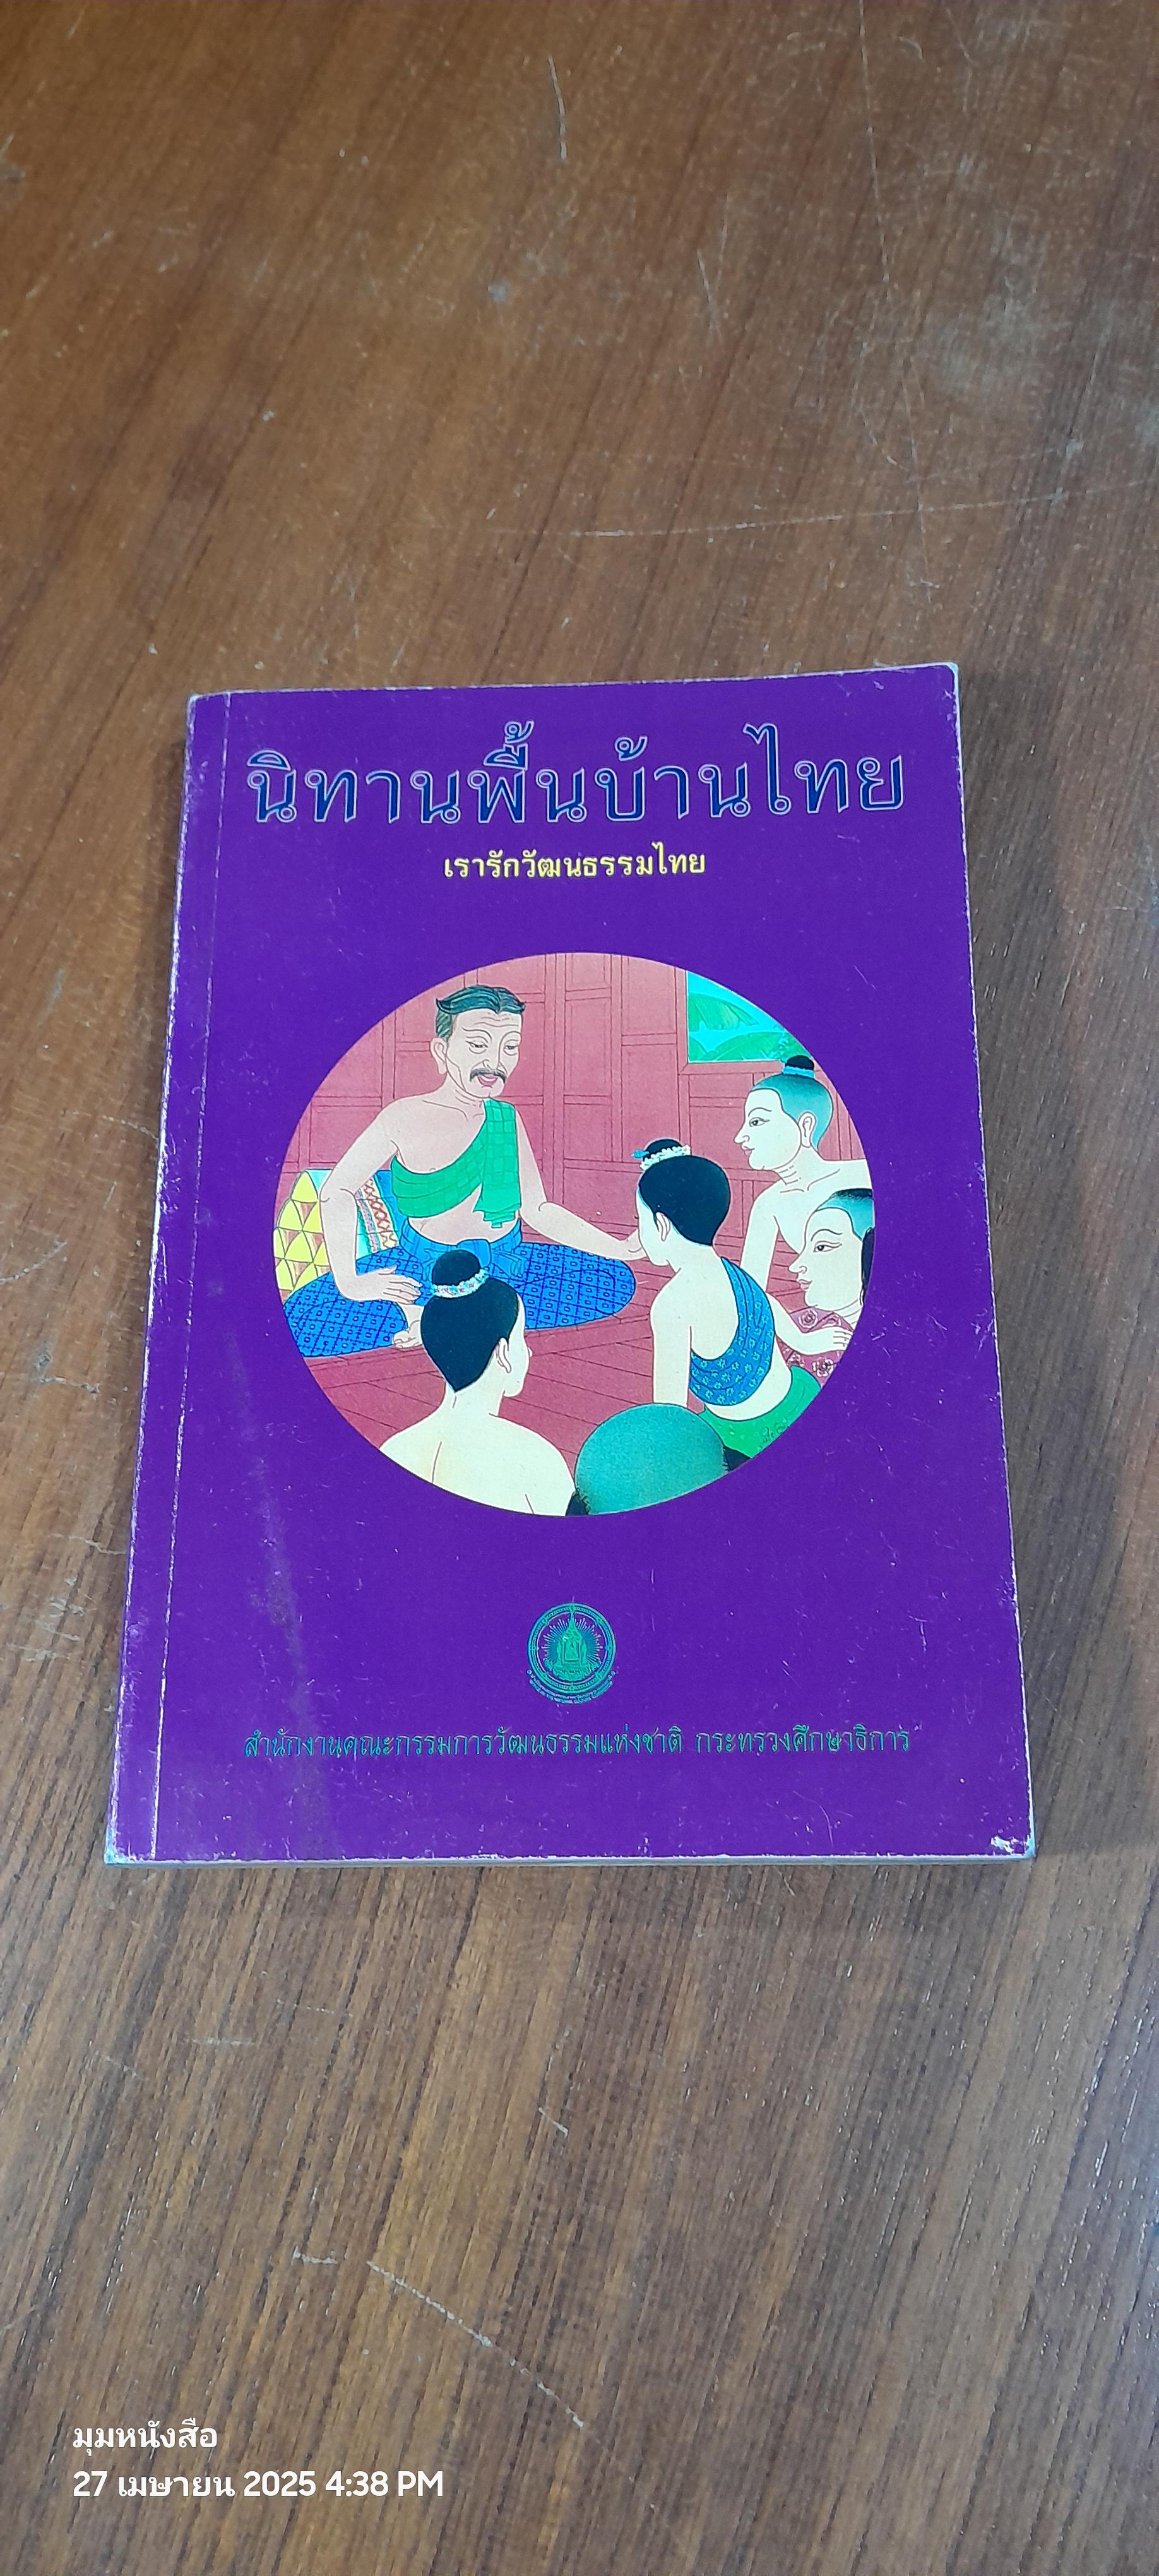 นิทานพื้นบ้านไทย
เรารักวัฒนธรรมไทย
สำนักงานคณะกรรมการวัฒนธรรมแห่งชาติ กระทรวงศึกษาธิการ
มุมหนังสือ
27 เมษายน 2025 4:38 PM